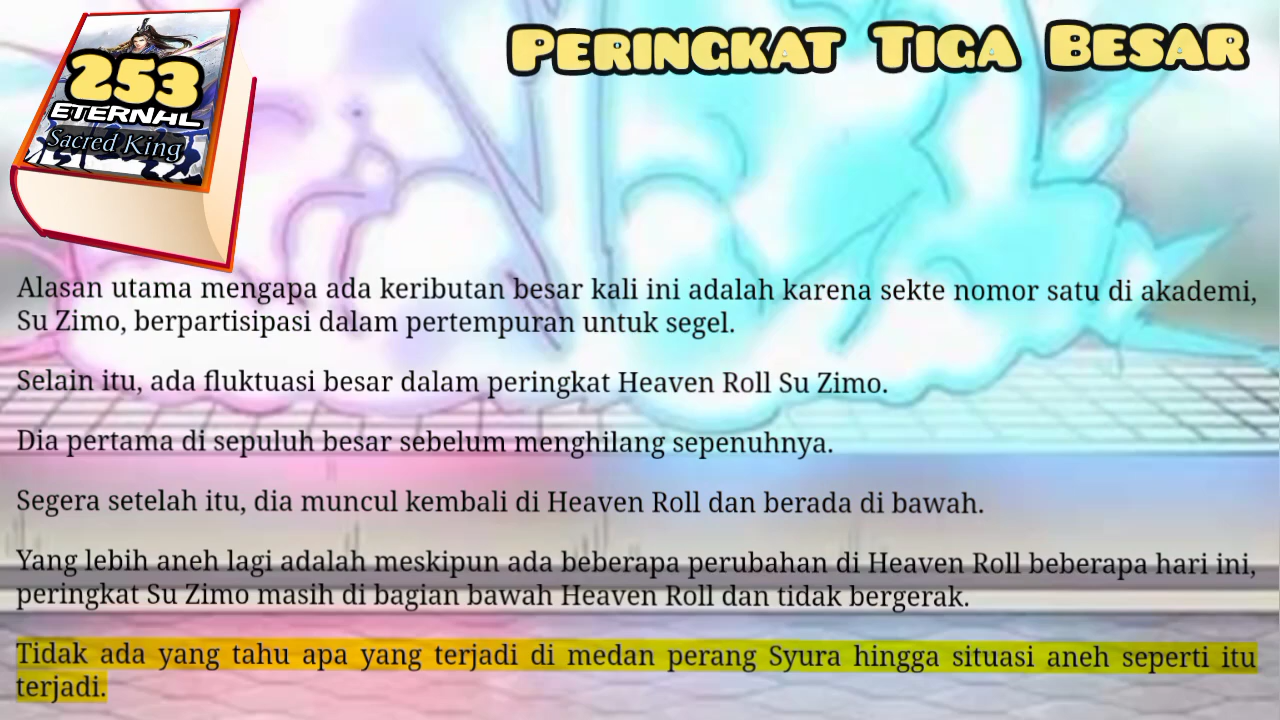 PERINGKAT TIGA BESAR
253
ETERNAL
Sacred King
Alasan utama mengapa ada keributan besar kali ini adalah karena sekte nomor satu di akademi,
Su Zimo, berpartisipasi dalam pertempuran untuk segel.
Selain itu, ada fluktuasi besar dalam peringkat Heaven Roll Su Zimo.
Dia pertama di sepuluh besar sebelum menghilang sepenuhnya.
Segera setelah itu, dia muncul kembali di Heaven Roll dan berada di bawah.
Yang lebih aneh lagi adalah meskipun ada beberapa perubahan di Heaven Roll beberapa hari ini,
peringkat Su Zimo masih di bagian bawah Heaven Roll dan tidak bergerak.
Tidak ada yang tahu apa yang terjadi di medan perang Syura hingga situasi aneh seperti itu
terjadi.